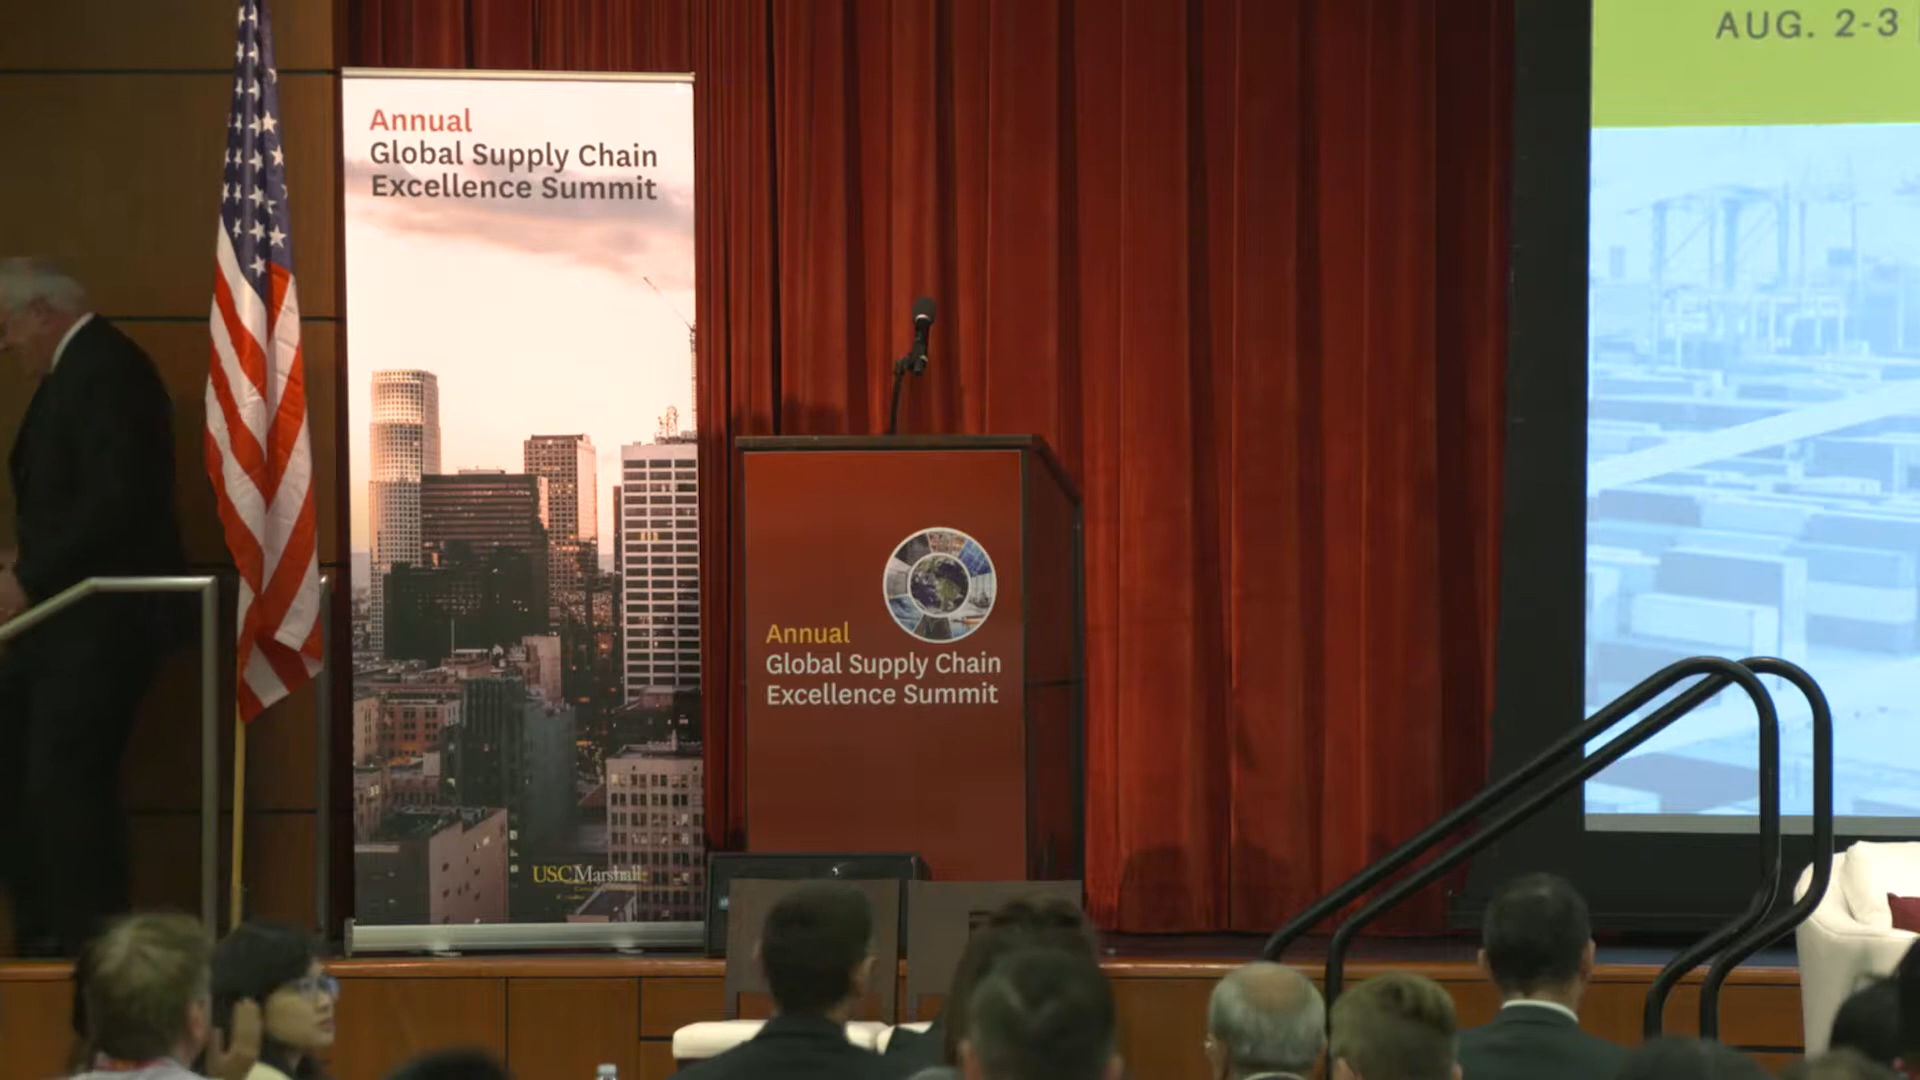 Annual
Global Supply Chain
Excellence Summit
USC Marshall
Annual
Global Supply Chain
Excellence Summit
AUG. 2-3